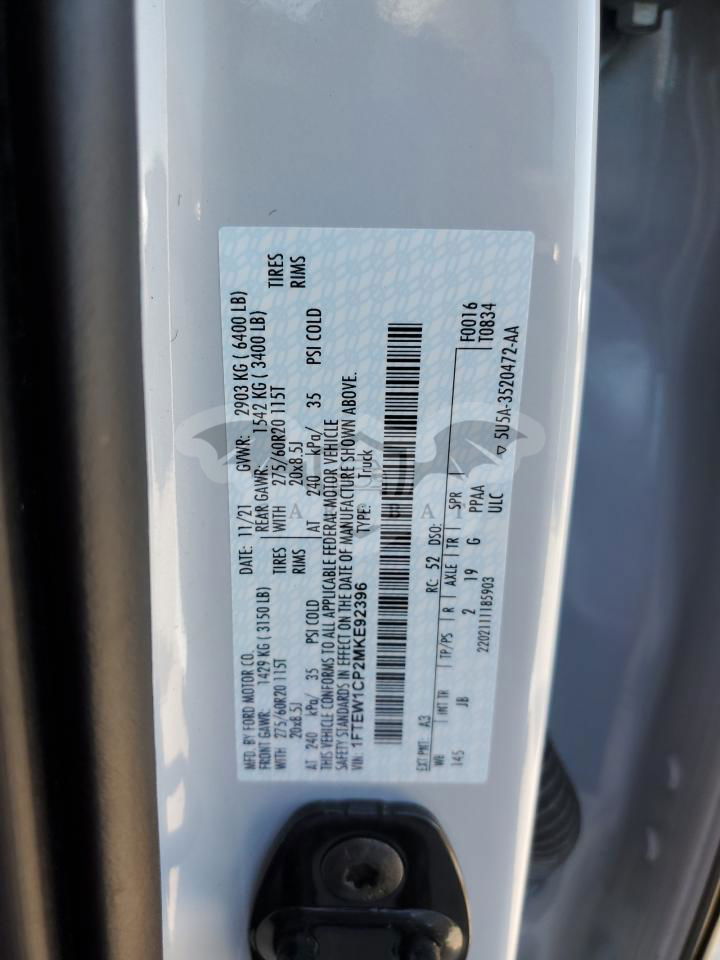 MFD. BY FORD MOTOR CO. DATE: 11/21 GVWR: 2903 KG ( 6400 LB)
FRONT GAWR: 1429 KG ( 3150 LB) REAR GAWR: 1542 KG ( 3400 LB)
WITH 275/60R20 115T TIRES WITH 275/60R20 115T TIRES
20x8.5J RIMS 20x8.5J RIMS
AT 240 kPa/ 35 PSI COLD AT 240 kPa/ 35 PSI COLD
THIS VEHICLE CONFORMS TO ALL APPLICABLE FEDERAL MOTOR VEHICLE
SAFETY STANDARDS IN EFFECT ON THE DATE OF MANUFACTURE SHOWN ABOVE.
VIN: 1FTEW1CP2MKE92396 TYPE: Truck
F0016
T0834
EXT PNT: A3 RC: 52 DSO:
WB INT TR TP/PS R AXLE TR SPR
145 JB 2 19 G PPAA
2202111185903 ULC
▽ 5U5A-3520472-AA